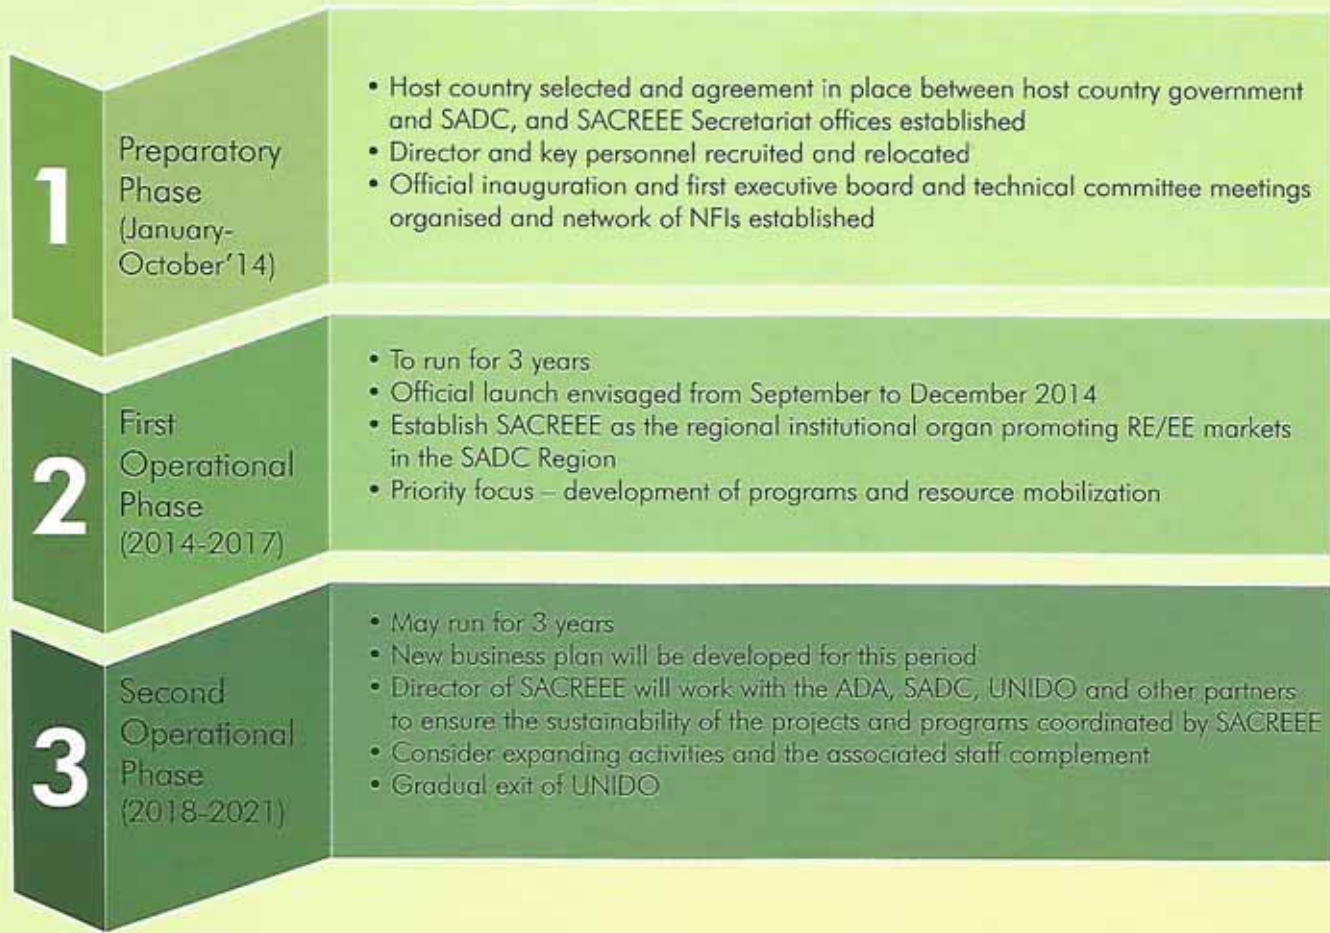 1
Preparatory
Phase
(January-
October'14)
• Host country selected and agreement in place between host country government
and SADC, and SACREEE Secretariat offices established
• Director and key personnel recruited and relocated
• Official inauguration and first executive board and technical committee meetings
organised and network of NFIs established
2
First
Operational
Phase
(2014-2017)
• To run for 3 years
• Official launch envisaged from September to December 2014
• Establish SACREEE as the regional institutional organ promoting RE/EE markets
in the SADC Region
• Priority focus – development of programs and resource mobilization
3
Second
Operational
Phase
(2018-2021)
• May run for 3 years
• New business plan will be developed for this period
• Director of SACREEE will work with the ADA, SADC, UNIDO and other partners
to ensure the sustainability of the projects and programs coordinated by SACREEE
• Consider expanding activities and the associated staff complement
• Gradual exit of UNIDO